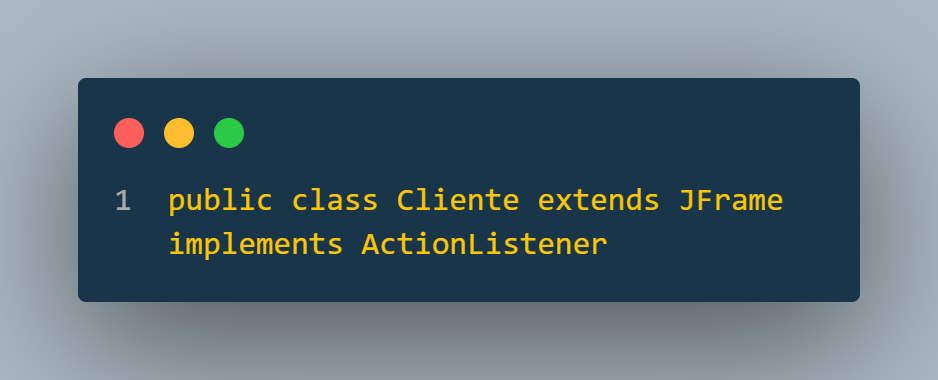 1 public class Cliente extends JFrame
implements ActionListener